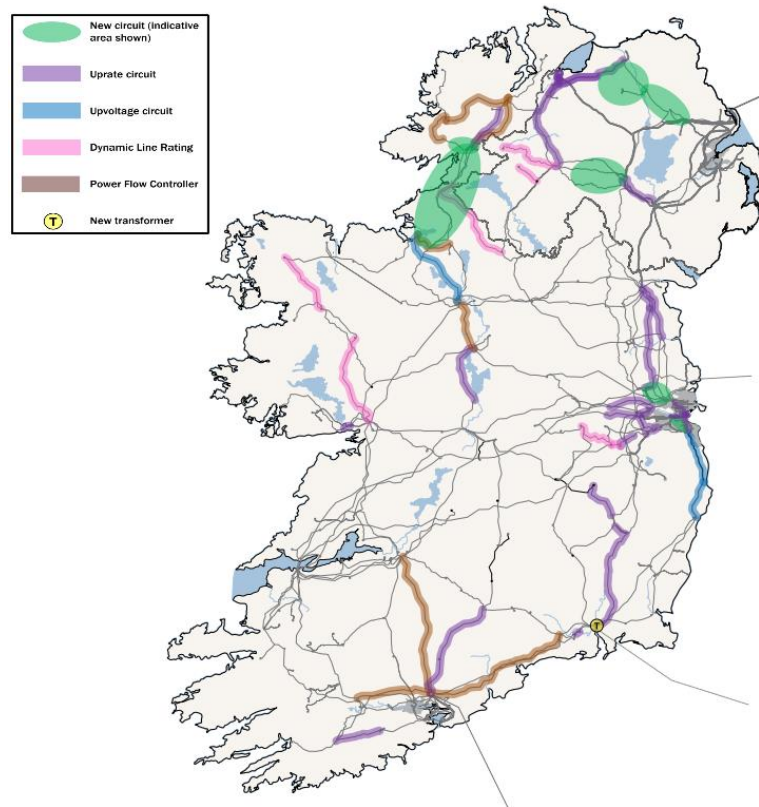 New circuit (indicative
area shown)
Uprate circuit
Upvoltage circuit
Dynamic Line Rating
Power Flow Controller
T New transformer
T